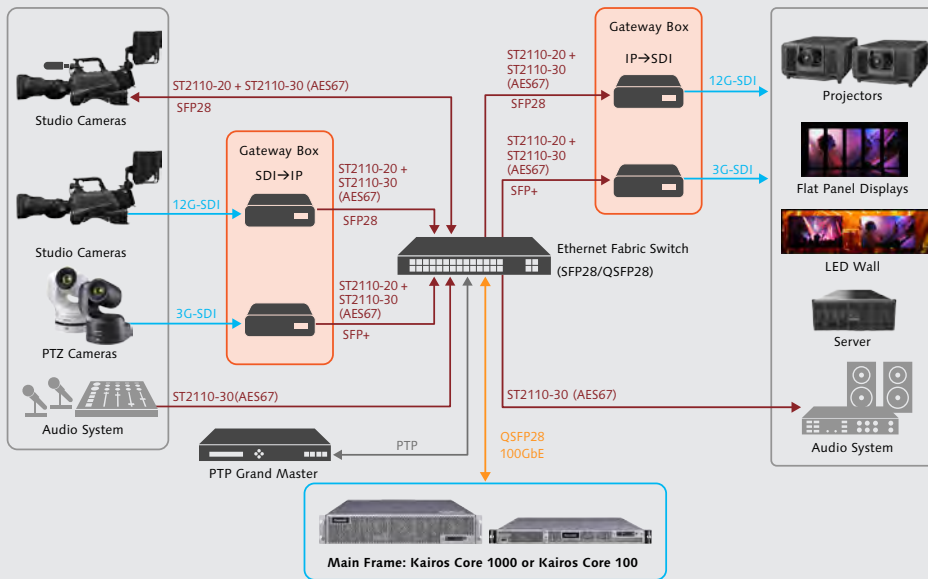 ST2110-20 + ST2110-30 (AES67)
SFP28
Studio Cameras
Gateway Box
SDI→IP
12G-SDI
ST2110-20 +
ST2110-30
(AES67)
SFP28
Studio Cameras
3G-SDI
ST2110-20 +
ST2110-30
(AES67)
SFP+
PTZ Cameras
ST2110-30(AES67)
Audio System
PTP
PTP Grand Master
QSFP28
100GbE
Ethernet Fabric Switch
(SFP28/QSFP28)
Gateway Box
IP→SDI
ST2110-20 +
ST2110-30
(AES67)
SFP28
12G-SDI
ST2110-20 +
ST2110-30
(AES67)
SFP+
3G-SDI
ST2110-30 (AES67)
Projectors
Flat Panel Displays
LED Wall
Server
Audio System
Main Frame: Kairos Core 1000 or Kairos Core 100